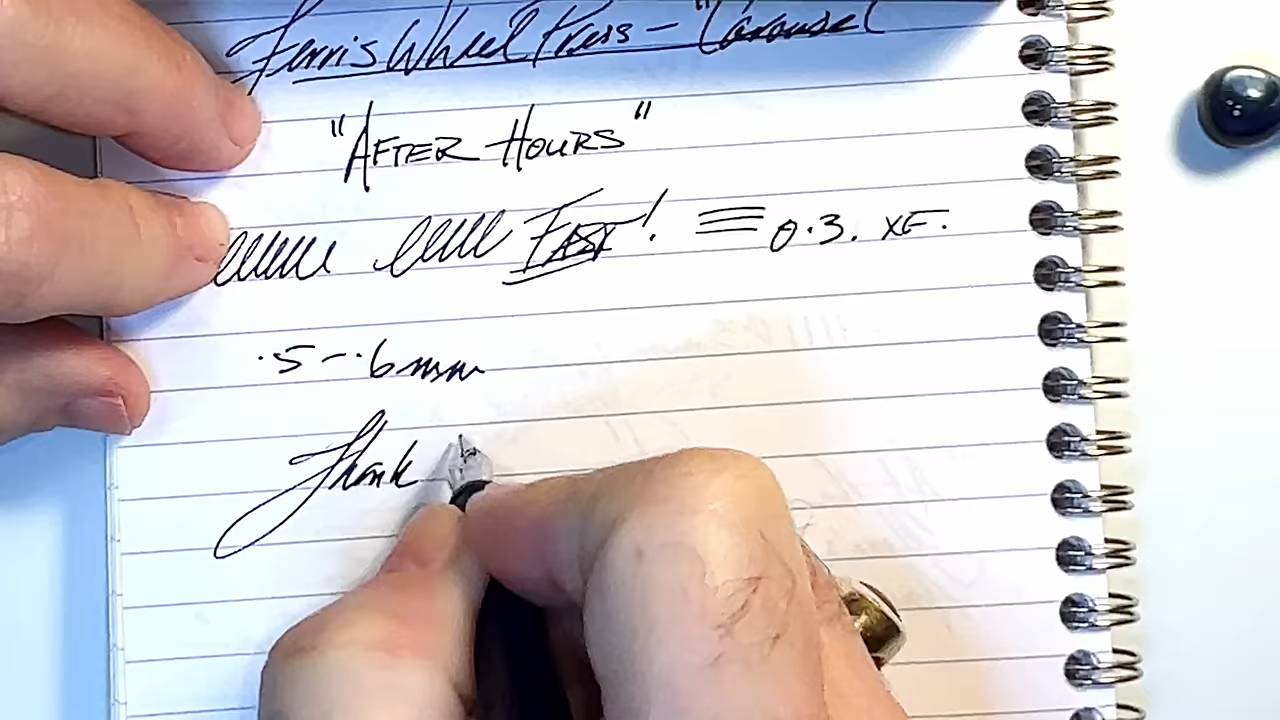 Ferris Wheel Press - "Carousel
"AFTER HOURS"
FAST! ≡ 0.3. XF.
.5-.6mm
Thank